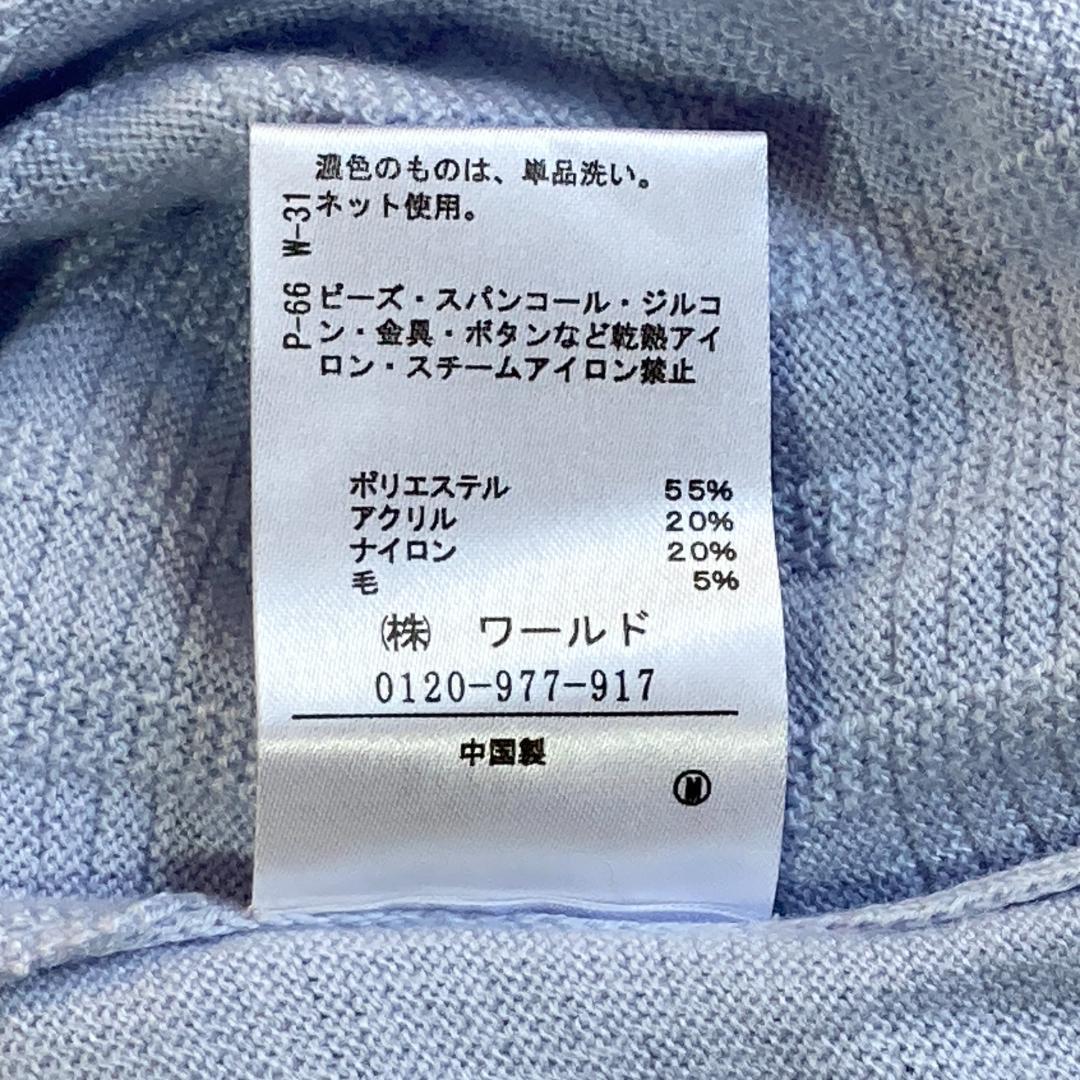 濃色のものは、単品洗い。
ネット使用。
W-31
P-66
ビーズ・スパンコール・ジルコ
ン・金具・ボタンなど乾熱アイ
ロン・スチームアイロン禁止
ポリエステル 55%
アクリル 20%
ナイロン 20%
毛 5%
㈱ ワールド
0120-977-917
中国製
Ⓜ